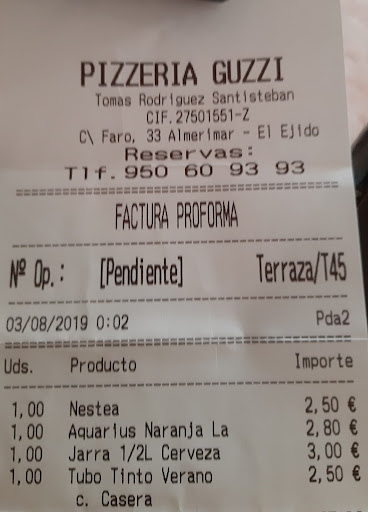 PIZZERIA GUZZI
Tomas Rodriguez Santisteban
CIF.27501551-Z
C\ Faro, 33 Almerimar - El Ejido
Reservas:
Tlf. 950 60 93 93
FACTURA PROFORMA
Nº Op.: [Pendiente] Terraza/T45
03/08/2019 0:02 Pda2
Uds. Producto Importe
1,00 Nestea 2,50 €
1,00 Aquarius Naranja La 2,80 €
1,00 Jarra 1/2L Cerveza 3,00 €
1,00 Tubo Tinto Verano 2,50 €
c. Casera